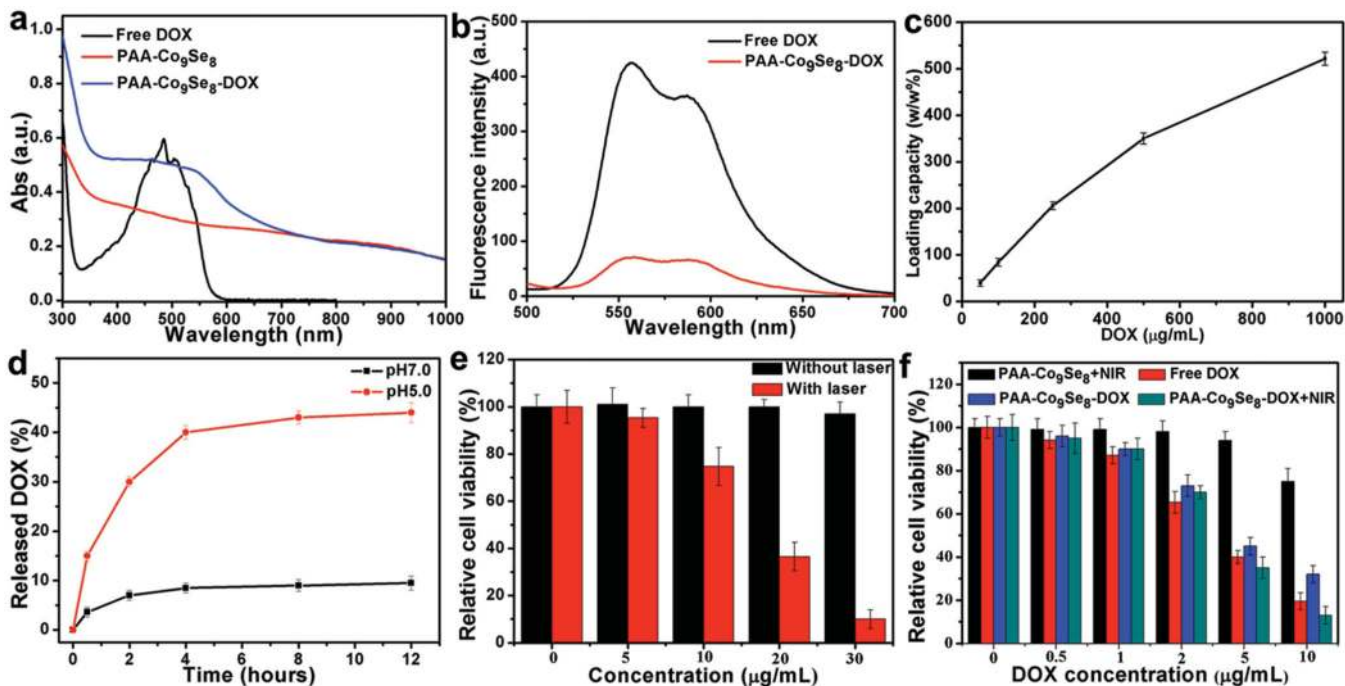 a
Free DOX
PAA-Co₉Se₈
PAA-Co₉Se₈-DOX
Abs (a.u.)
1.0
0.8
0.6
0.4
0.2
0.0
300 400 500 600 700 800 900 1000
Wavelength (nm)
b
Free DOX
PAA-Co₉Se₈-DOX
Fluorescence intensity (a.u.)
500
400
300
200
100
0
500 550 600 650 700
Wavelength (nm)
c
Loading capacity (w/w%)
600
500
400
300
200
100
0
200 400 600 800 1000
DOX (μg/mL)
d
pH7.0
pH5.0
Released DOX (%)
50
40
30
20
10
0
0 2 4 6 8 10 12
Time (hours)
e
Without laser
With laser
Relative cell viability (%)
120
100
80
60
40
20
0
0 5 10 20 30
Concentration (μg/mL)
f
PAA-Co₉Se₈+NIR Free DOX
PAA-Co₉Se₈-DOX PAA-Co₉Se₈-DOX+NIR
Relative cell viability (%)
140
120
100
80
60
40
20
0
0 0.5 1 2 5 10
DOX concentration (μg/mL)